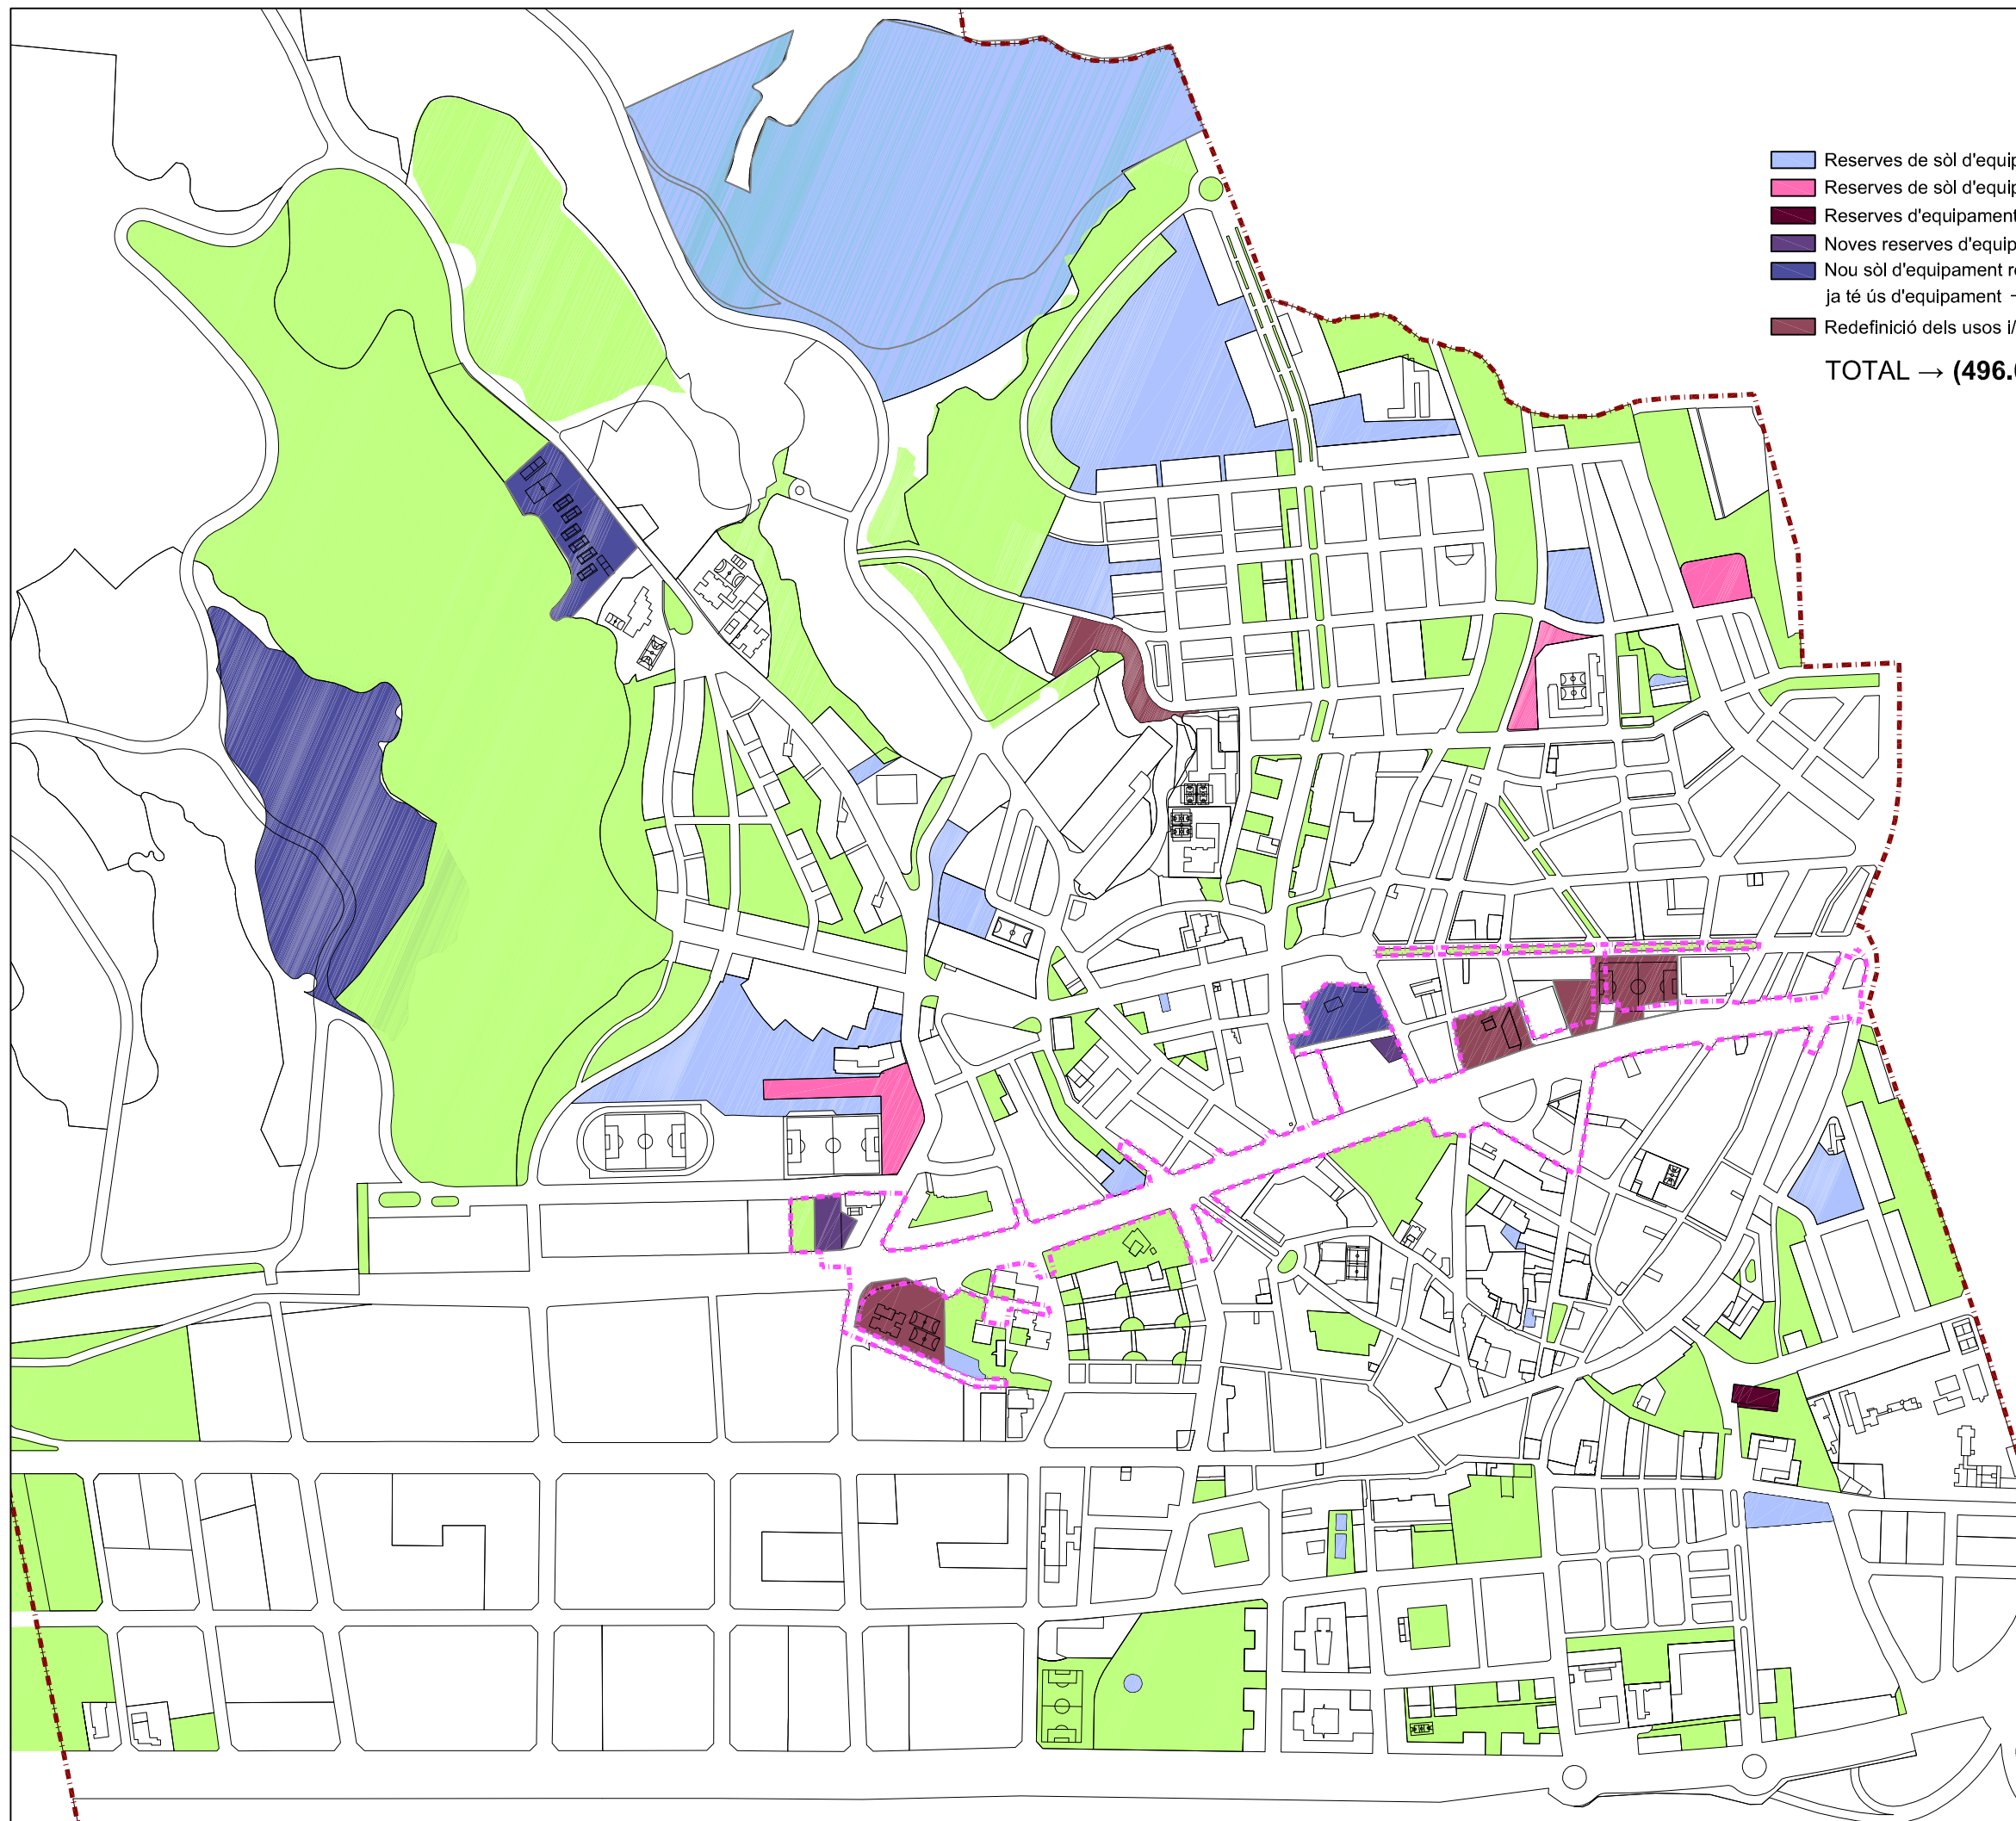 Reserves de sòl d'equip
Reserves de sòl d'equip
Reserves d'equipament
Noves reserves d'equip
Nou sòl d'equipament re
ja té ús d'equipament -
Redefinició dels usos i/
TOTAL → (496.